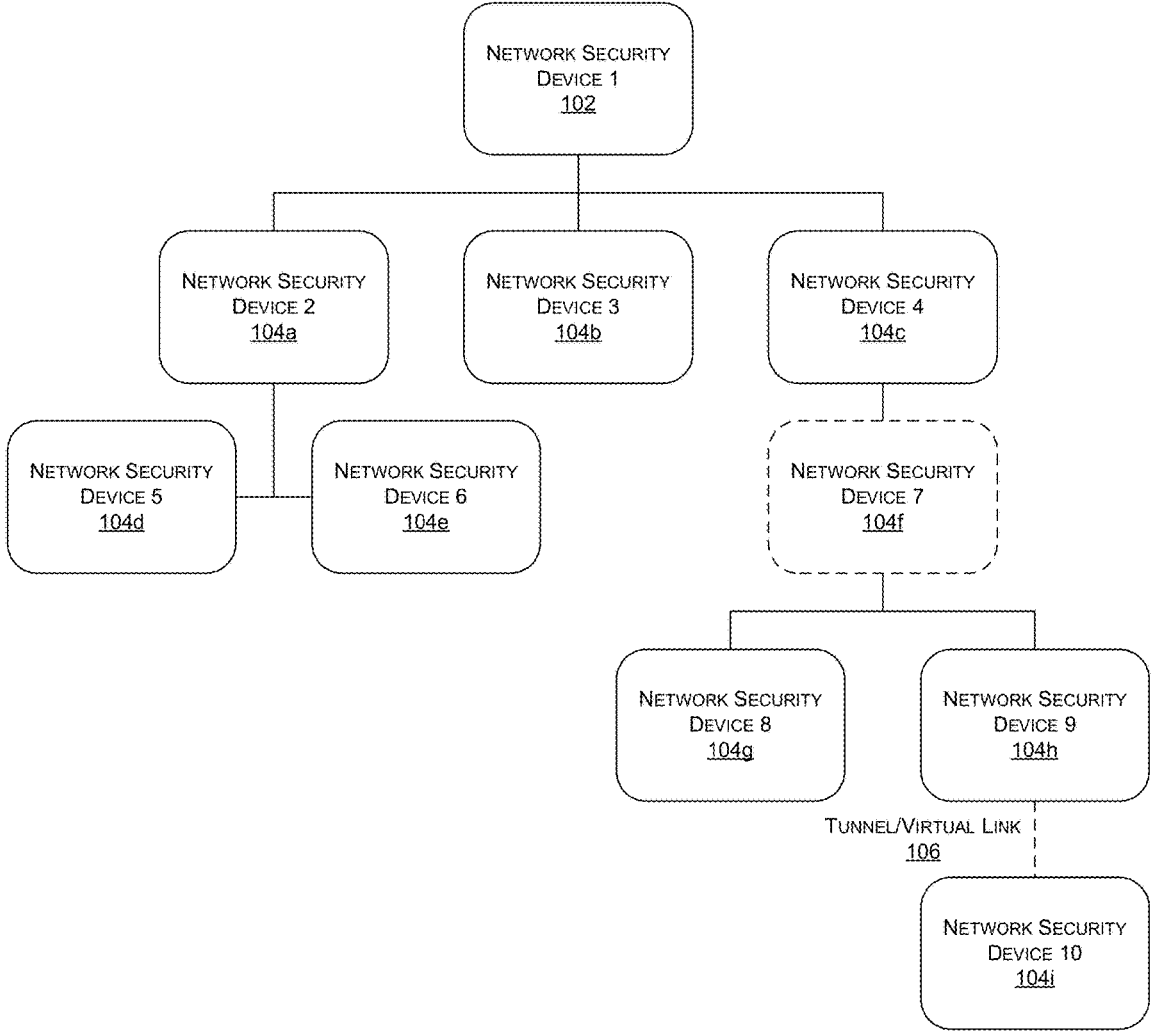 NETWORK SECURITY
DEVICE 1
102
NETWORK SECURITY
DEVICE 2
104a
NETWORK SECURITY
DEVICE 3
104b
NETWORK SECURITY
DEVICE 4
104c
NETWORK SECURITY
DEVICE 5
104d
NETWORK SECURITY
DEVICE 6
104e
NETWORK SECURITY
DEVICE 7
104f
NETWORK SECURITY
DEVICE 8
104g
NETWORK SECURITY
DEVICE 9
104h
TUNNEL/VIRTUAL LINK
106
NETWORK SECURITY
DEVICE 10
104i